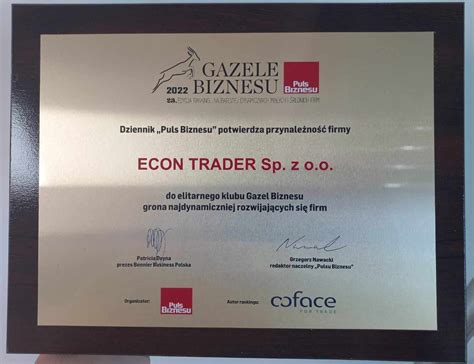 GAZELE
BIZNESU
2022
Puls
Biznesu
Dziennik „Puls Biznesu” potwierdza przynależność firmy
ECON TRADER Sp. z o.o.
do elitarnego klubu Gazel Biznesu
grona najdynamiczniej rozwijających się firm
Patricia Deyna
prezes Bonnier Business Polska
Grzegorz Nawacki
redaktor naczelny „Pulsu Biznesu”
Organizator:
Puls
Biznesu
Autor rankingu:
coface
FOR TRADE